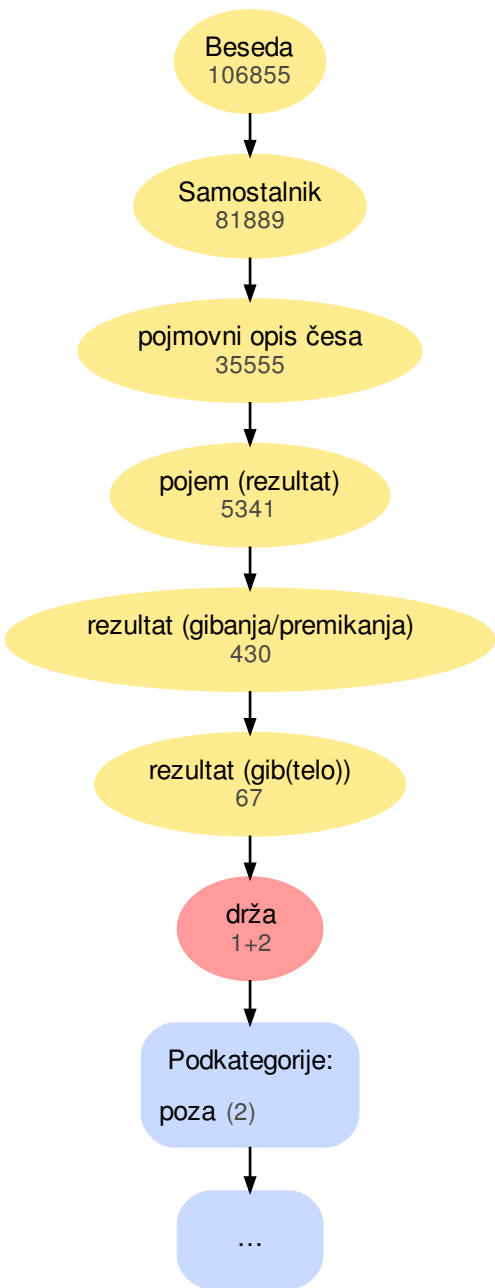 Beseda
106855
Samostalnik
81889
pojmovni opis česa
35555
pojem (rezultat)
5341
rezultat (gibanja/premikanja)
430
rezultat (gib(telo))
67
drža
1+2
Podkategorije:
poza (2)
...